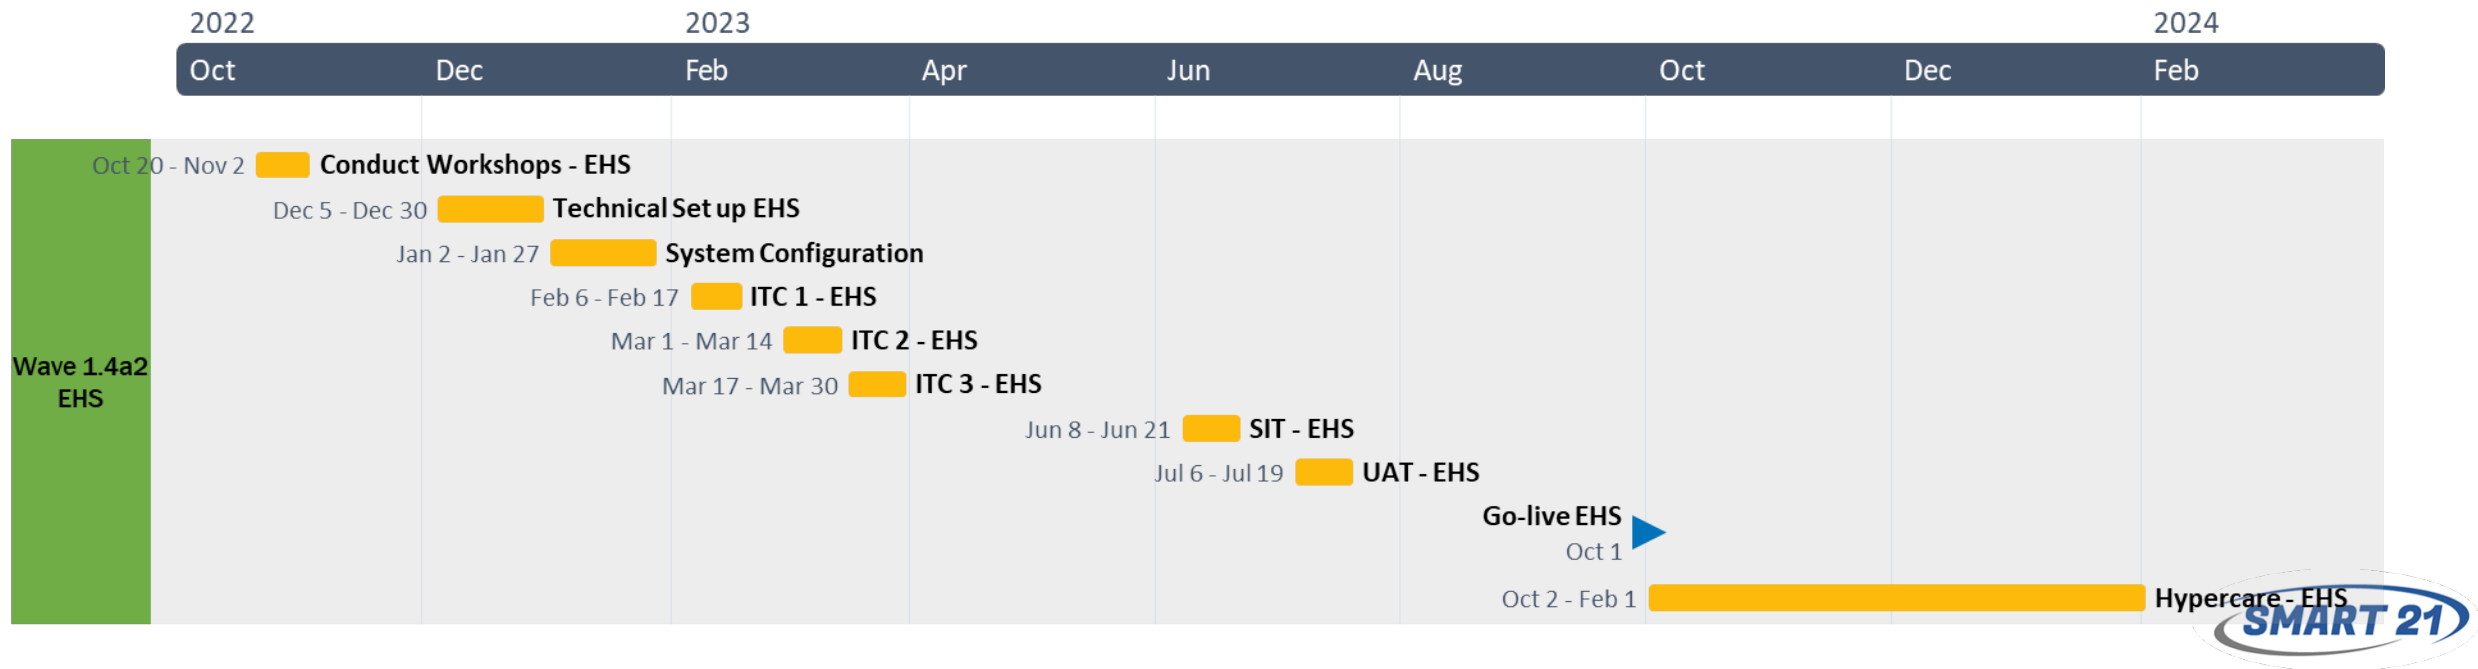 2022 2023 2024
Oct Dec Feb Apr Jun Aug Oct Dec Feb
Oct 20 - Nov 2 Conduct Workshops - EHS
Dec 5 - Dec 30 Technical Set up EHS
Jan 2 - Jan 27 System Configuration
Feb 6 - Feb 17 ITC 1 - EHS
Mar 1 - Mar 14 ITC 2 - EHS
Wave 1.4a2
EHS
Mar 17 - Mar 30 ITC 3 - EHS
Jun 8 - Jun 21 SIT - EHS
Jul 6 - Jul 19 UAT - EHS
Go-live EHS
Oct 1
Oct 2 - Feb 1 Hypercare - EHS
SMART 21